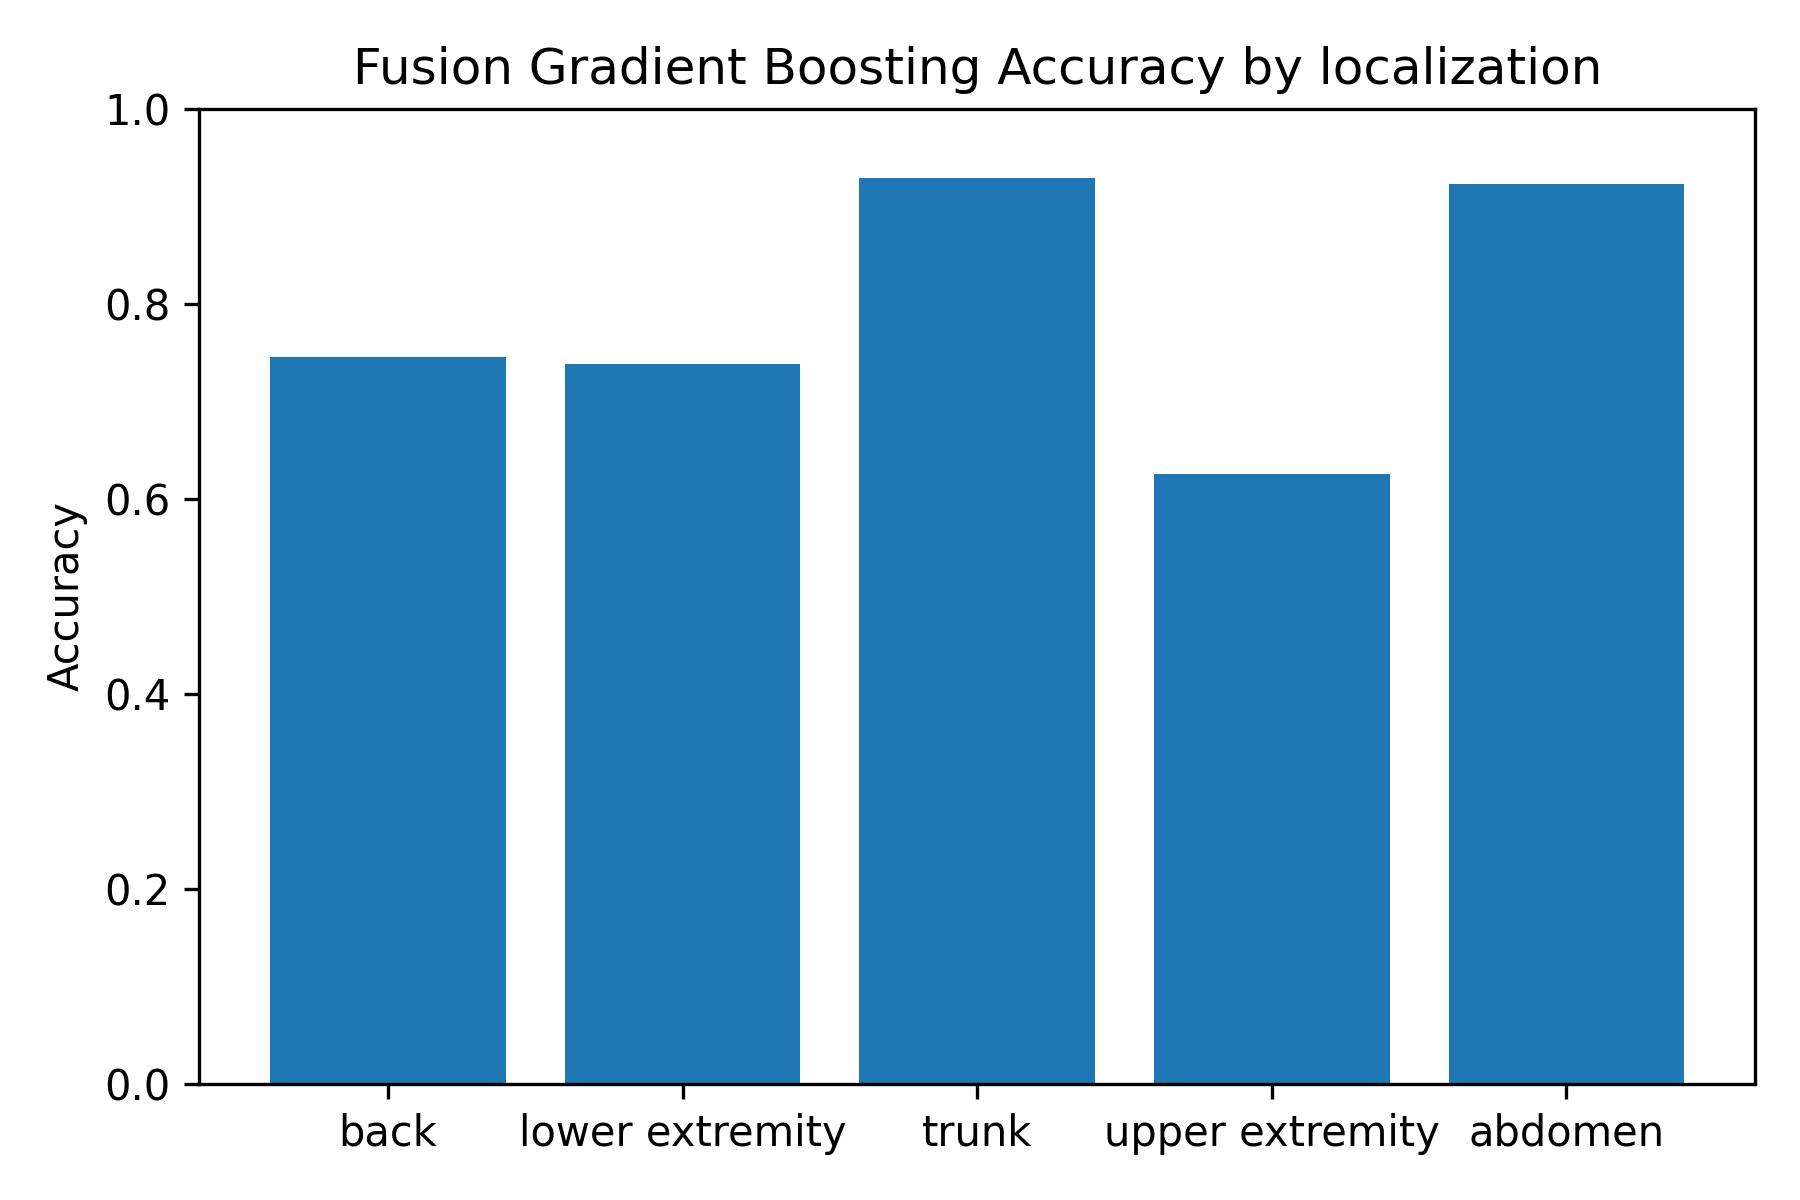 Fusion Gradient Boosting Accuracy by localization
1.0
0.8
0.6
0.4
0.2
0.0
Accuracy
back lower extremity trunk upper extremity abdomen